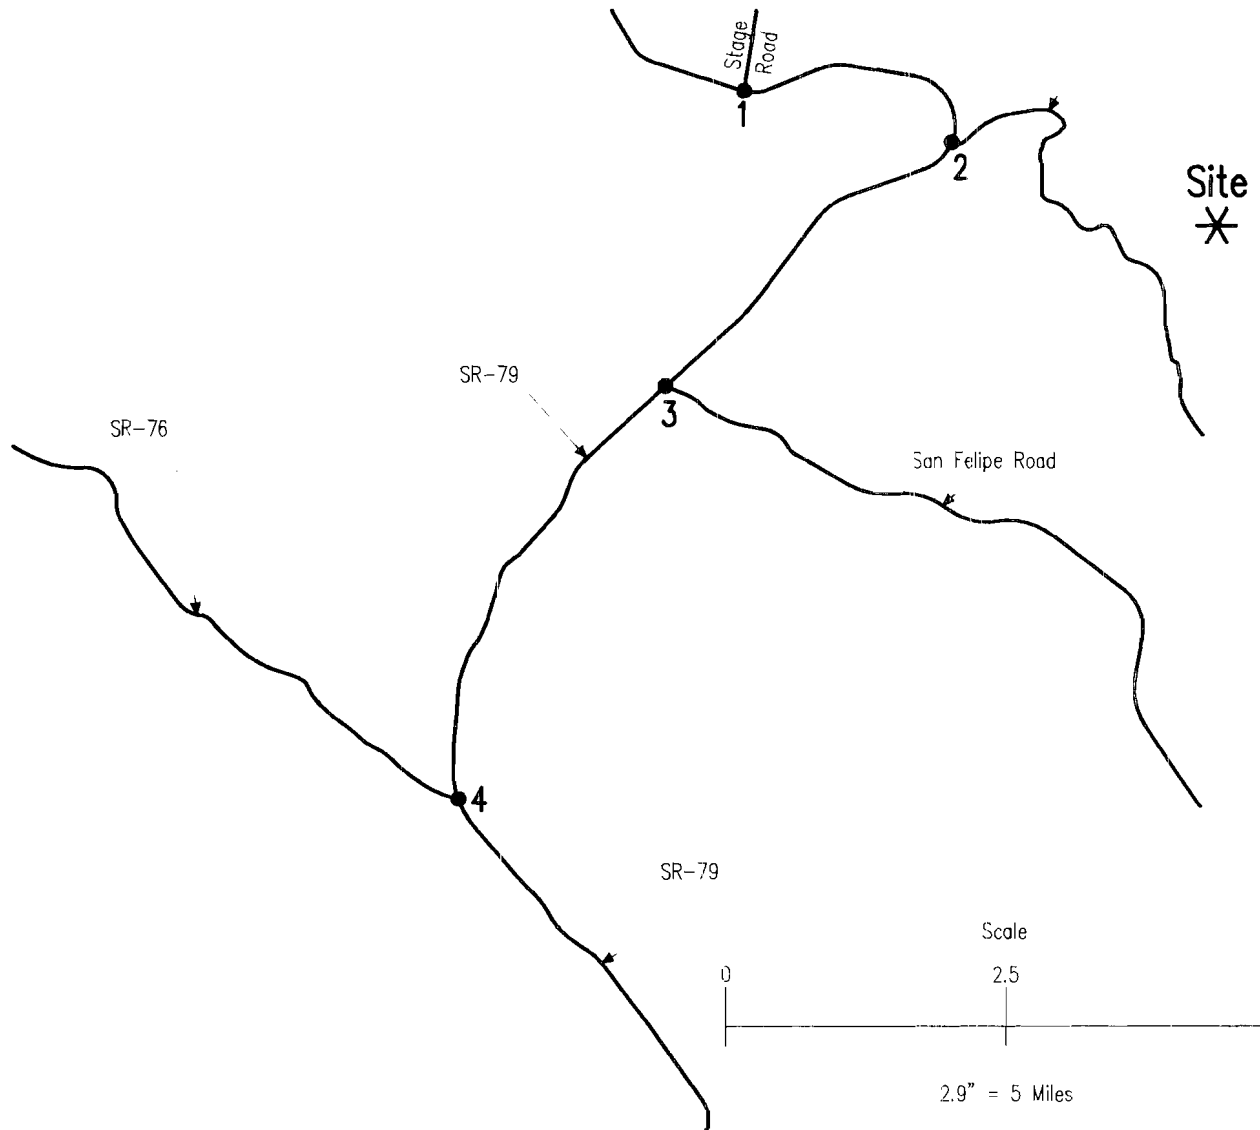 Stage
Road
1
2
Site
SR-79
3
SR-76
San Felipe Road
4
SR-79
Scale
0 2.5
2.9" = 5 Miles